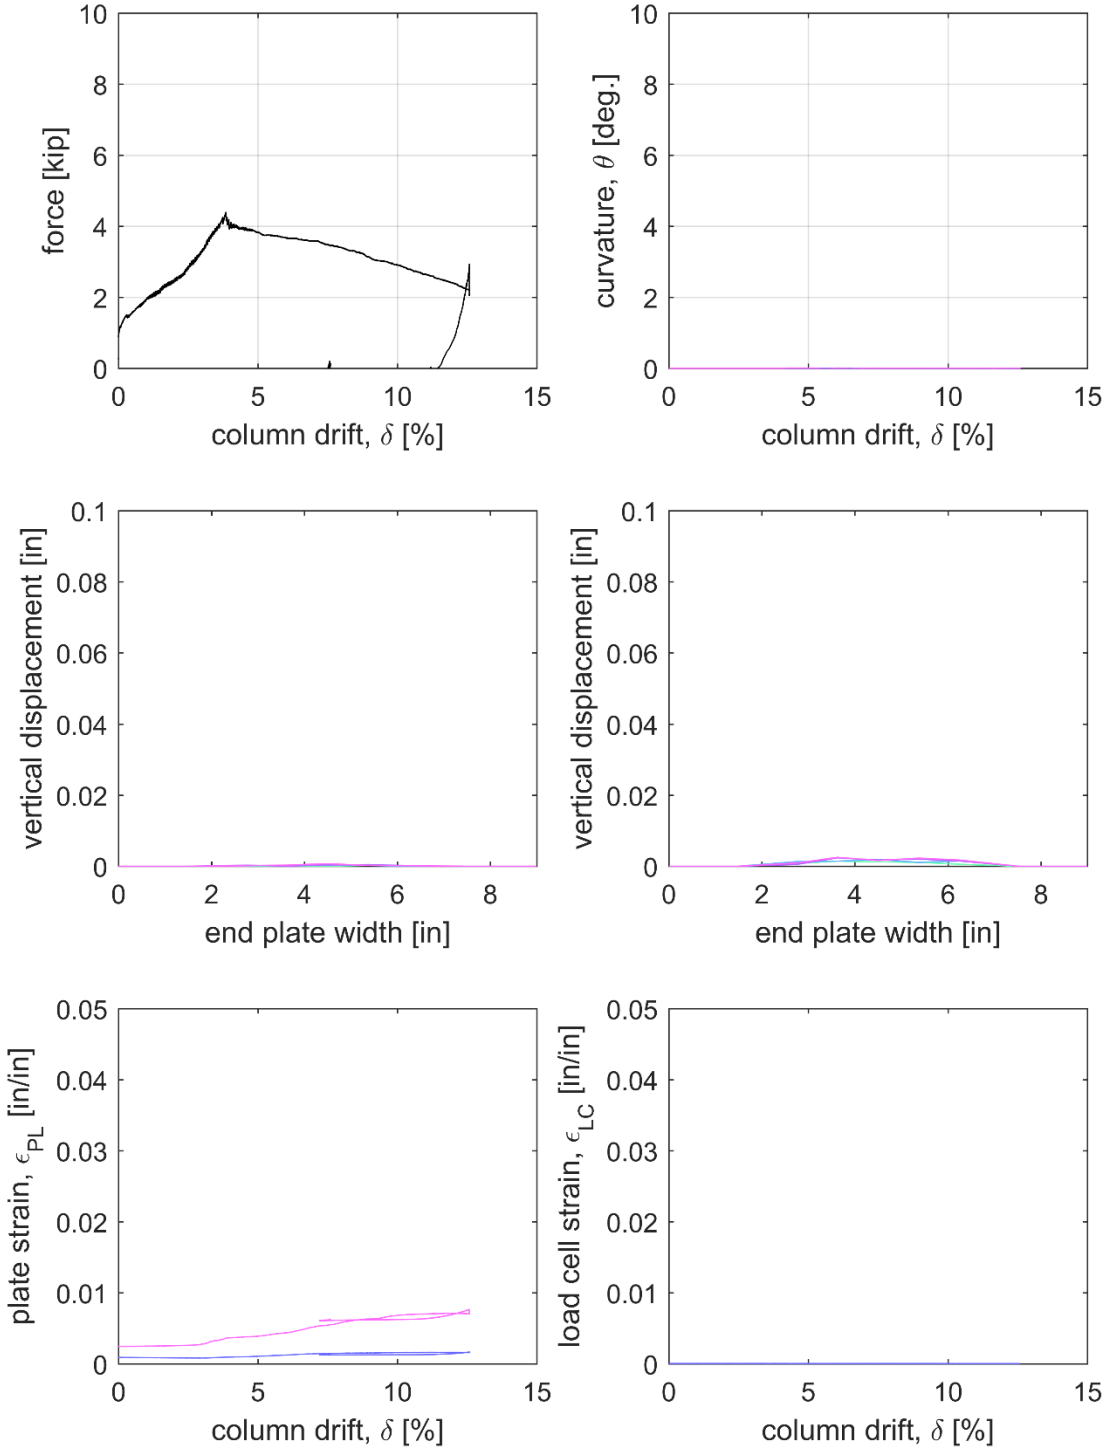 force [kip]
10
8
6
4
2
0
0 5 10 15
column drift, δ [%]
curvature, θ [deg.]
10
8
6
4
2
0
0 5 10 15
column drift, δ [%]
vertical displacement [in]
0.1
0.08
0.06
0.04
0.02
0
0 2 4 6 8
end plate width [in]
vertical displacement [in]
0.1
0.08
0.06
0.04
0.02
0
0 2 4 6 8
end plate width [in]
plate strain, ϵPL [in/in]
0.05
0.04
0.03
0.02
0.01
0
0 5 10 15
column drift, δ [%]
load cell strain, ϵLC [in/in]
0.05
0.04
0.03
0.02
0.01
0
0 5 10 15
column drift, δ [%]